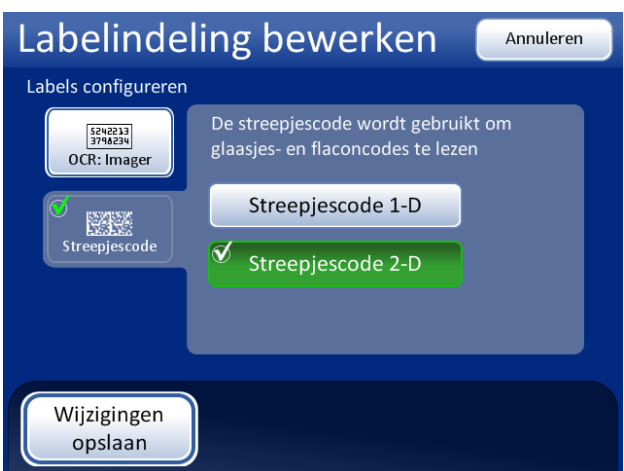 Labelindeling bewerken
Annuleren
Labels configureren
5242213
3798234
OCR: Imager
Streepjescode
De streepjescode wordt gebruikt om
glaasjes- en flaconcodes te lezen
Streepjescode 1-D
Streepjescode 2-D
Wijzigingen
opslaan